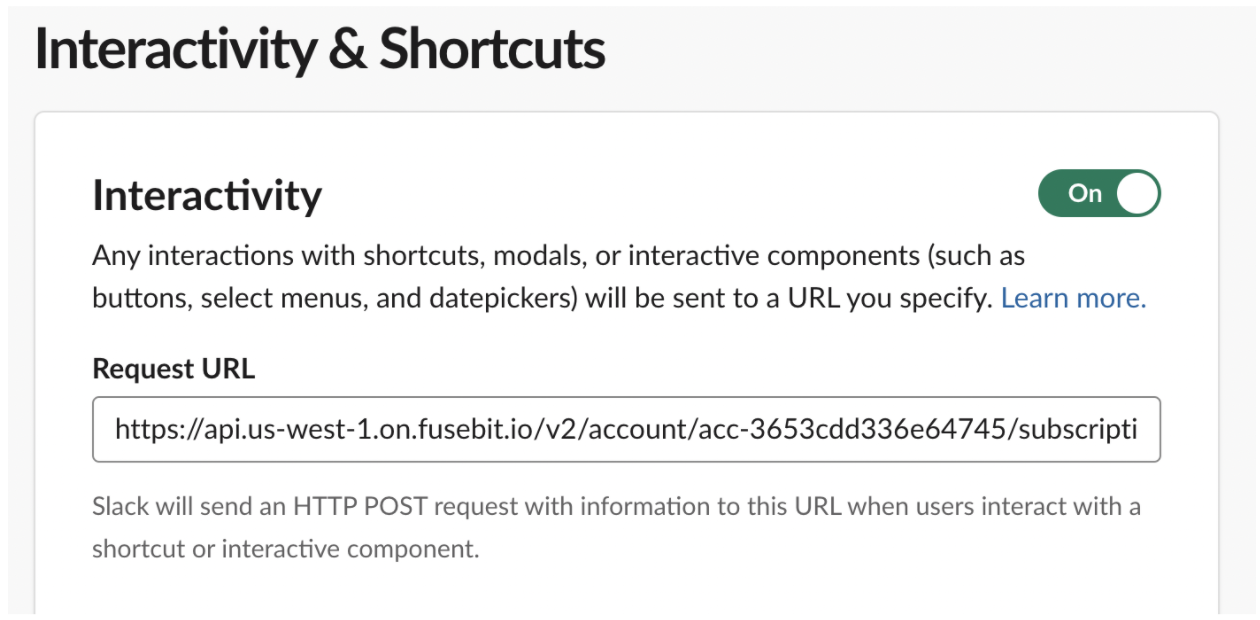 Interactivity & Shortcuts
Interactivity
On
Any interactions with shortcuts, modals, or interactive components (such as
buttons, select menus, and datepickers) will be sent to a URL you specify. Learn more.
Request URL
https://api.us-west-1.on.fusebit.io/v2/account/acc-3653cdd336e64745/subscripti
Slack will send an HTTP POST request with information to this URL when users interact with a
shortcut or interactive component.